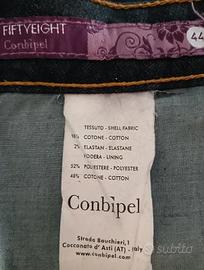 FIFTYEIGHT
Conbipel
44
TESSUTO - SHELL FABRIC
98% COTONE - COTTON
2% ELASTAN - ELASTANE
FODERA - LINING
52% POLIESTERE - POLYESTER
48% COTONE - COTTON
Conbipel
Strada Bauchieri, 1
Cocconato d'Asti (AT) - Italy
www.conbipel.com
subito